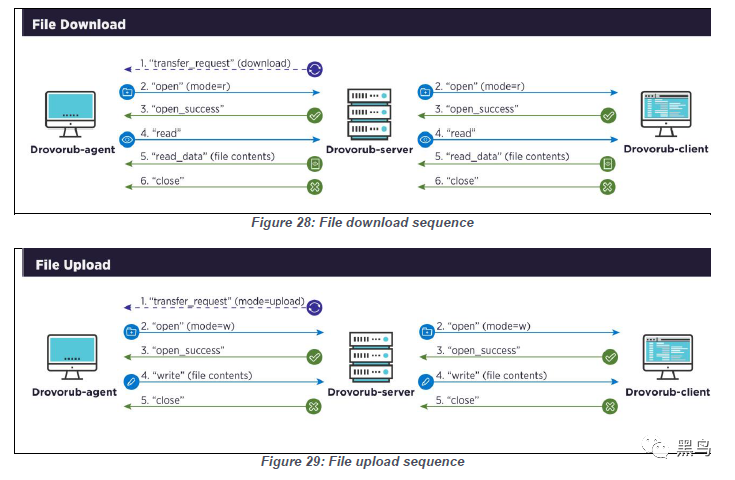 File Download
1. "transfer_request" (download)
2. "open" (mode=r)
2. "open" (mode=r)
3. "open_success"
3. "open_success"
4. "read"
4. "read"
Drovorub-agent
Drovorub-server
Drovorub-client
5. "read_data" (file contents)
5. "read_data" (file contents)
6. "close"
6. "close"
Figure 28: File download sequence
File Upload
1. "transfer_request" (mode=upload)
2. "open" (mode=w)
2. "open" (mode=w)
3. "open_success"
3. "open_success"
4. "write" (file contents)
4. "write" (file contents)
Drovorub-agent
Drovorub-server
Drovorub-client
5. "close"
5. "close"
黑鸟
Figure 29: File upload sequence